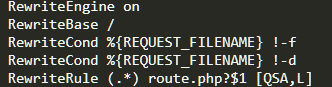 RewriteEngine on
RewriteBase /
RewriteCond %{REQUEST_FILENAME} !-f
RewriteCond %{REQUEST_FILENAME} !-d
RewriteRule (.*) route.php?$1 [QSA,L]